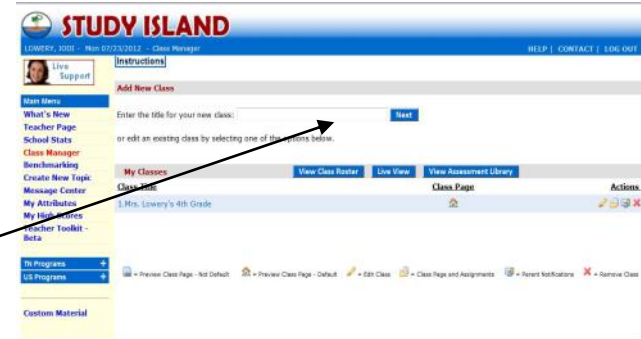 STUDY ISLAND
LOWERY, JODI - Mon 07/23/2012 - Class Manager
HELP | CONTACT | LOG OUT
Live
Support
Instructions
Add New Class
Enter the title for your new class:
Next
or edit an existing class by selecting one of the options below.
Main Menu
What's New
Teacher Page
School Stats
Class Manager
Benchmarking
Create New Topic
Message Center
My Attributes
My High Scores
Teacher Toolkit -
Beta
TN Programs +
US Programs +
Custom Material
My Classes
View Class Roster
Live View
View Assessment Library
Class Title
Class Page
Actions
1.Mrs. Lowery's 4th Grade
= Preview Class Page - Not Default
= Preview Class Page - Default
= Edit Class
= Class Page and Assignments
= Parent Notifications
= Remove Class